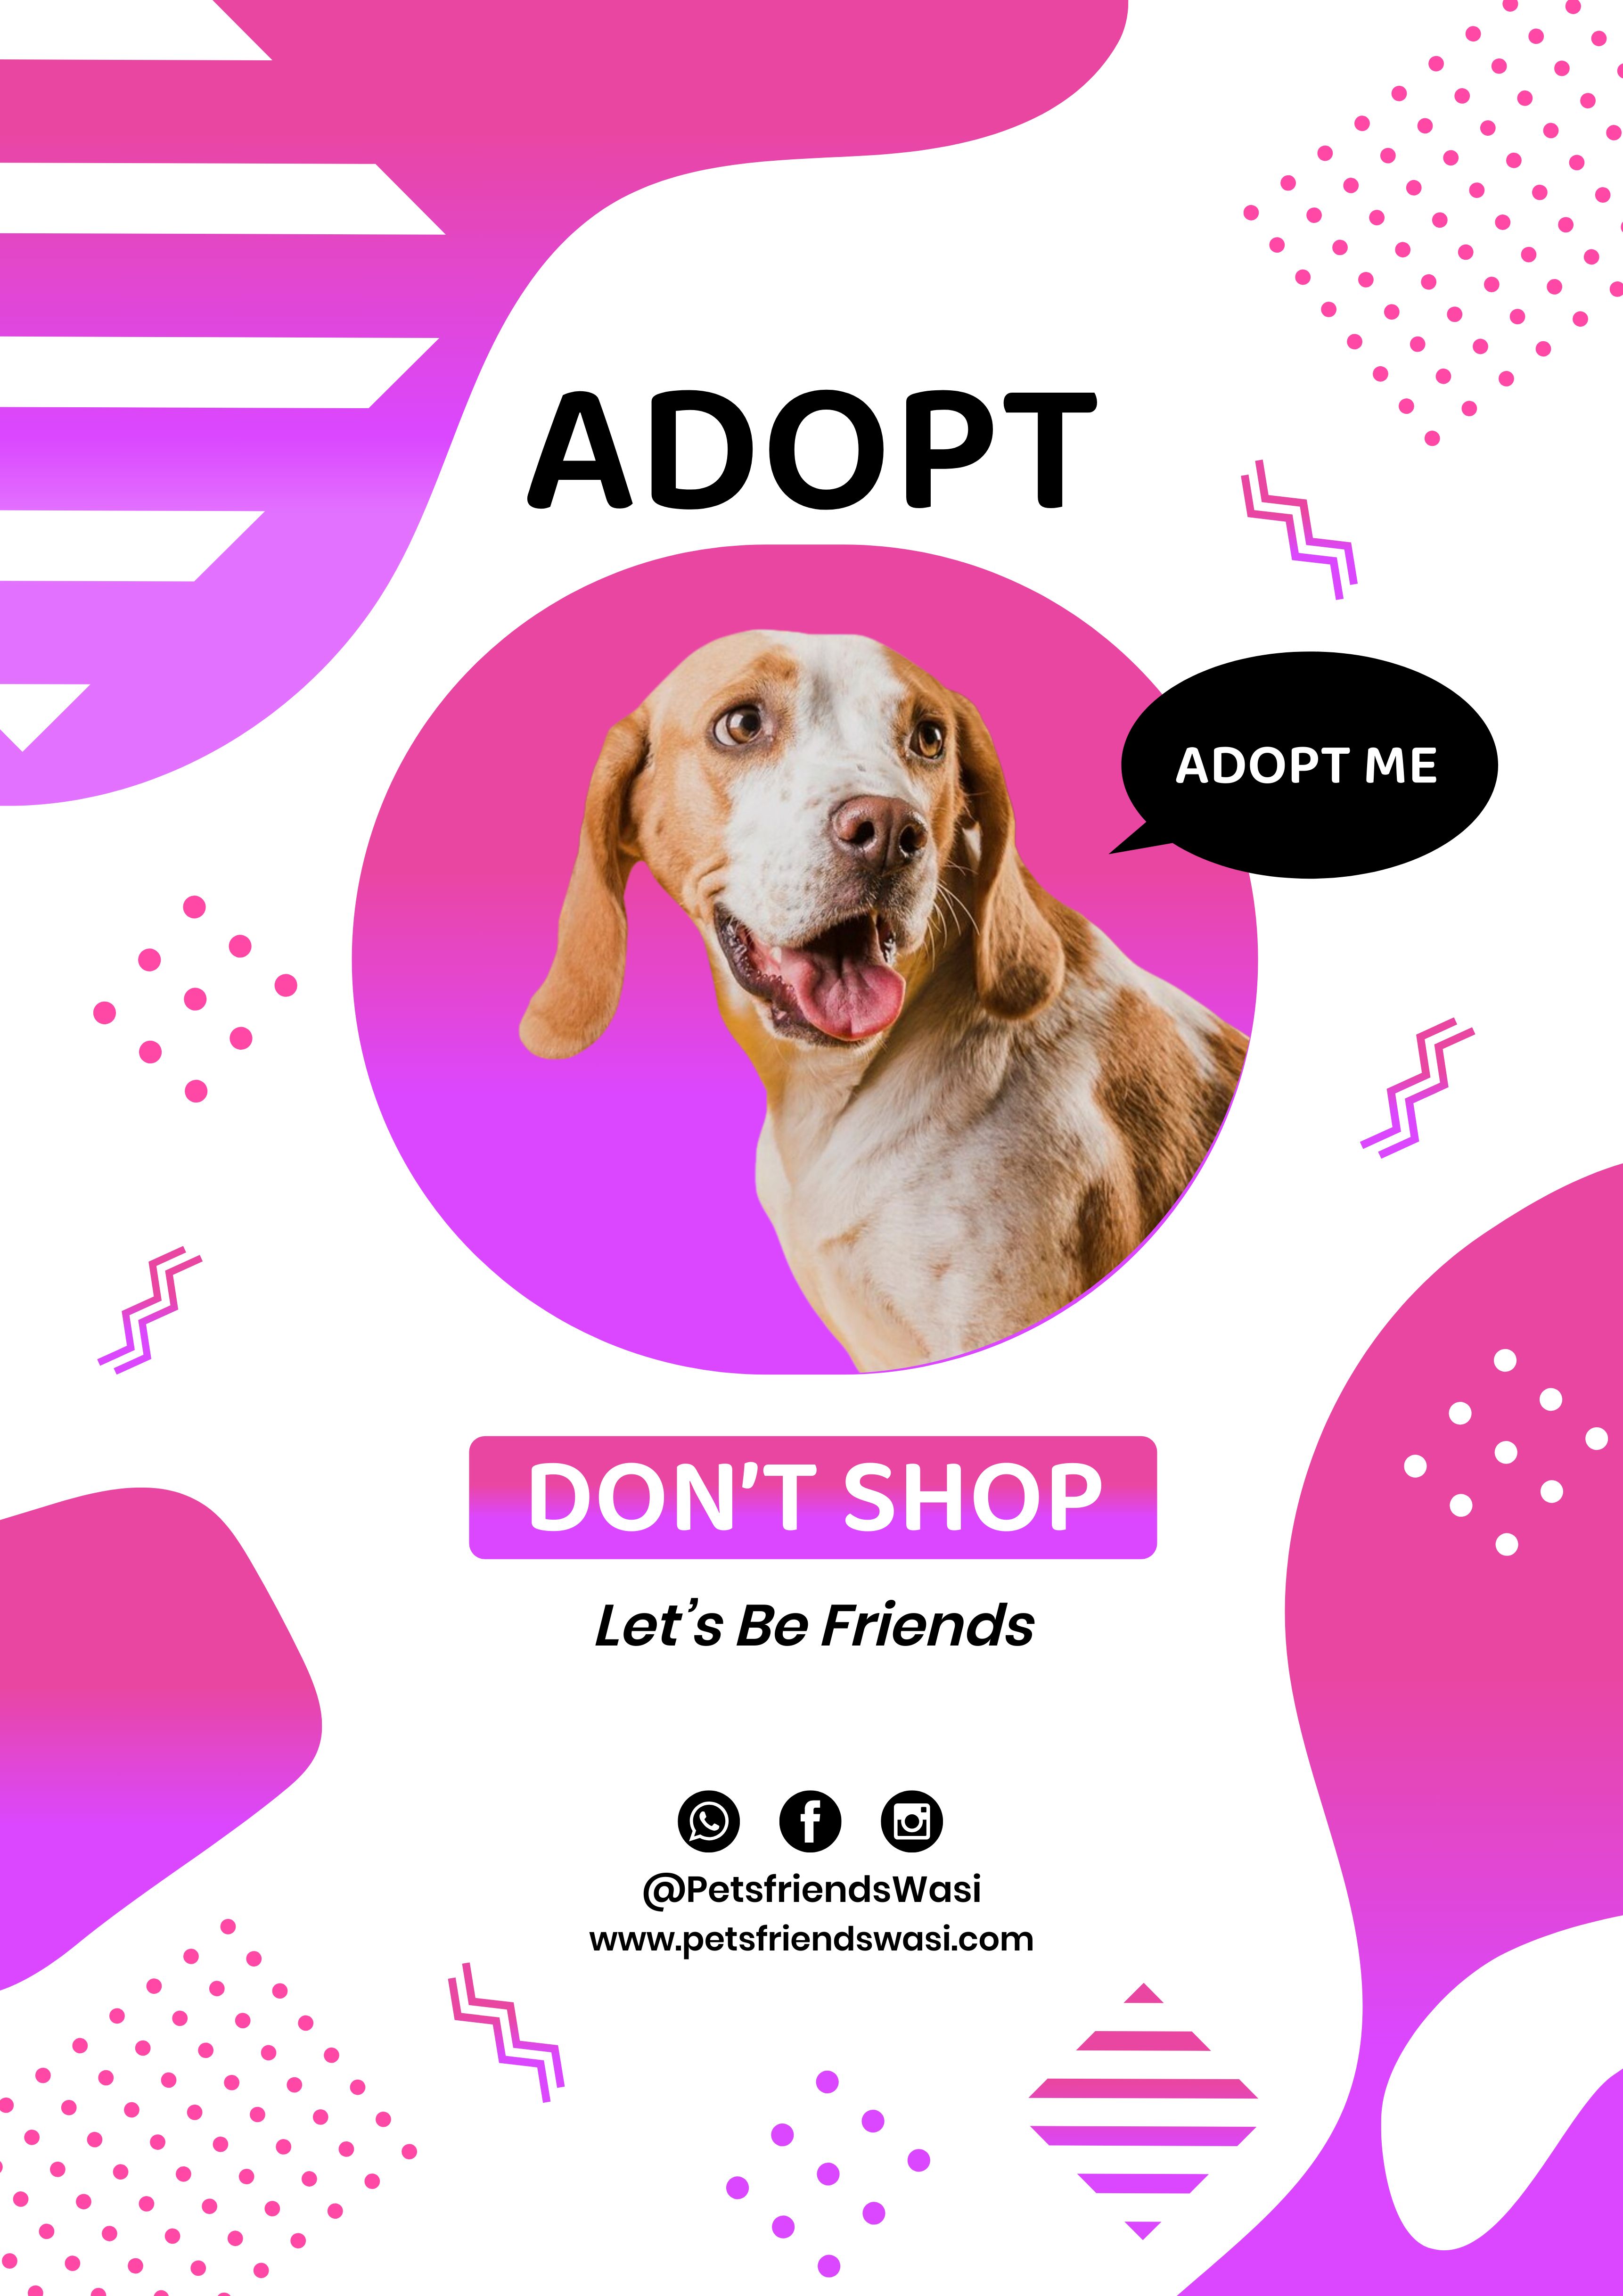 ADOPT
ADOPT ME
DON'T SHOP
Let's Be Friends
@PetsfriendsWasi
www.petsfriendswasi.com